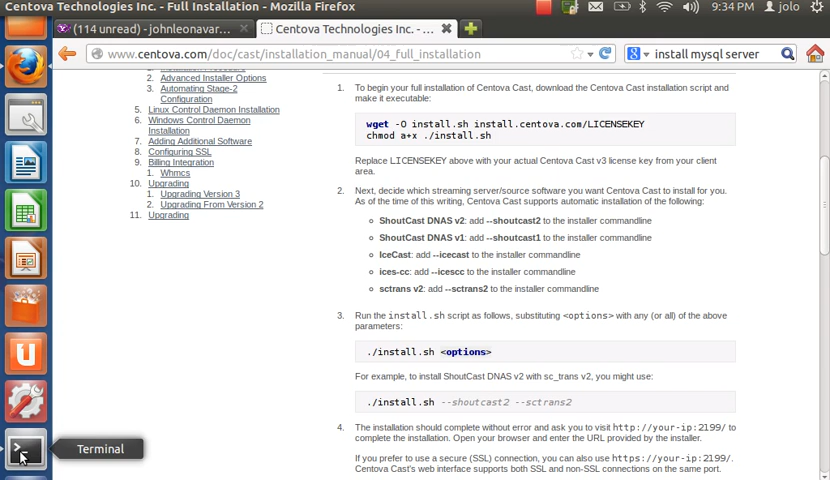 Centova Technologies Inc. - Full Installation - Mozilla Firefox
9:34 PM
jolo
(114 unread) - johnleonavar...
Centova Technologies Inc. - ...
www.centova.com/doc/cast/installation_manual/04_full_installation
install mysql server
2. Advanced Installer Options
3. Automating Stage-2
Configuration
5. Linux Control Daemon Installation
6. Windows Control Daemon
Installation
7. Adding Additional Software
8. Configuring SSL
9. Billing Integration
1. Whmcs
10. Upgrading
1. Upgrading Version 3
2. Upgrading From Version 2
11. Upgrading
1. To begin your full installation of Centova Cast, download the Centova Cast installation script and
make it executable:
wget -O install.sh install.centova.com/LICENSEKEY
chmod a+x ./install.sh
Replace LICENSEKEY above with your actual Centova Cast v3 license key from your client
area.
2. Next, decide which streaming server/source software you want Centova Cast to install for you.
As of the time of this writing, Centova Cast supports automatic installation of the following:
ShoutCast DNAS v2: add --shoutcast2 to the installer commandline
ShoutCast DNAS v1: add --shoutcast1 to the installer commandline
IceCast: add --icecast to the installer commandline
ices-cc: add --icescc to the installer commandline
sctrans v2: add --sctrans2 to the installer commandline
3. Run the install.sh script as follows, substituting <options> with any (or all) of the above
parameters:
./install.sh <options>
For example, to install ShoutCast DNAS v2 with sc_trans v2, you might use:
./install.sh --shoutcast2 --sctrans2
4. The installation should complete without error and ask you to visit http://your-ip:2199/ to
complete the installation. Open your browser and enter the URL provided by the installer.
If you prefer to use a secure (SSL) connection, you can also use https://your-ip:2199/.
Centova Cast's web interface supports both SSL and non-SSL connections on the same port.
Terminal